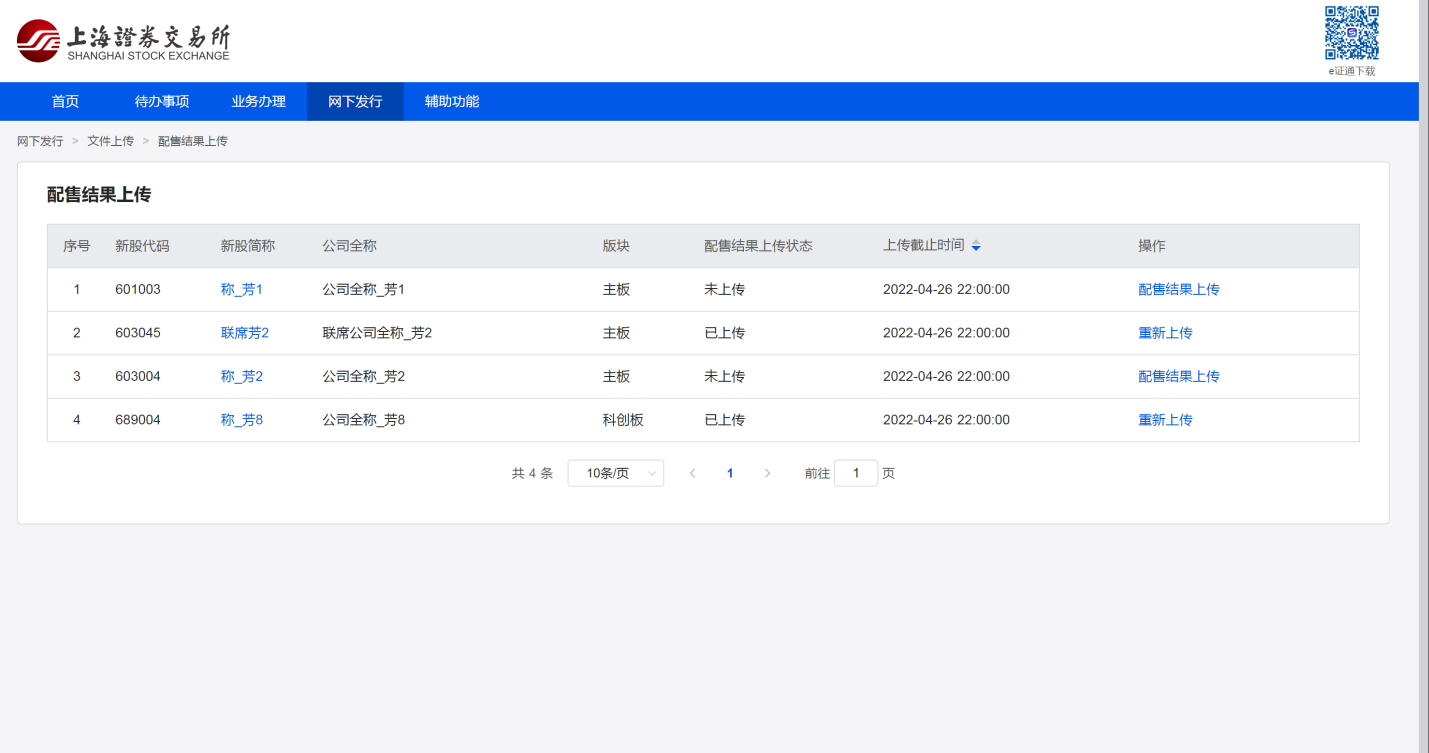 上海證券交易所
SHANGHAI STOCK EXCHANGE
e证通下载
首页 待办事项 业务办理 网下发行 辅助功能
网下发行 > 文件上传 > 配售结果上传
配售结果上传
序号 新股代码 新股简称 公司全称 版块 配售结果上传状态 上传截止时间 操作
1 601003 称_芳1 公司全称_芳1 主板 未上传 2022-04-26 22:00:00 配售结果上传
2 603045 联席芳2 联席公司全称_芳2 主板 已上传 2022-04-26 22:00:00 重新上传
3 603004 称_芳2 公司全称_芳2 主板 未上传 2022-04-26 22:00:00 配售结果上传
4 689004 称_芳8 公司全称_芳8 科创板 已上传 2022-04-26 22:00:00 重新上传
共 4 条 10条/页 < 1 > 前往 1 页